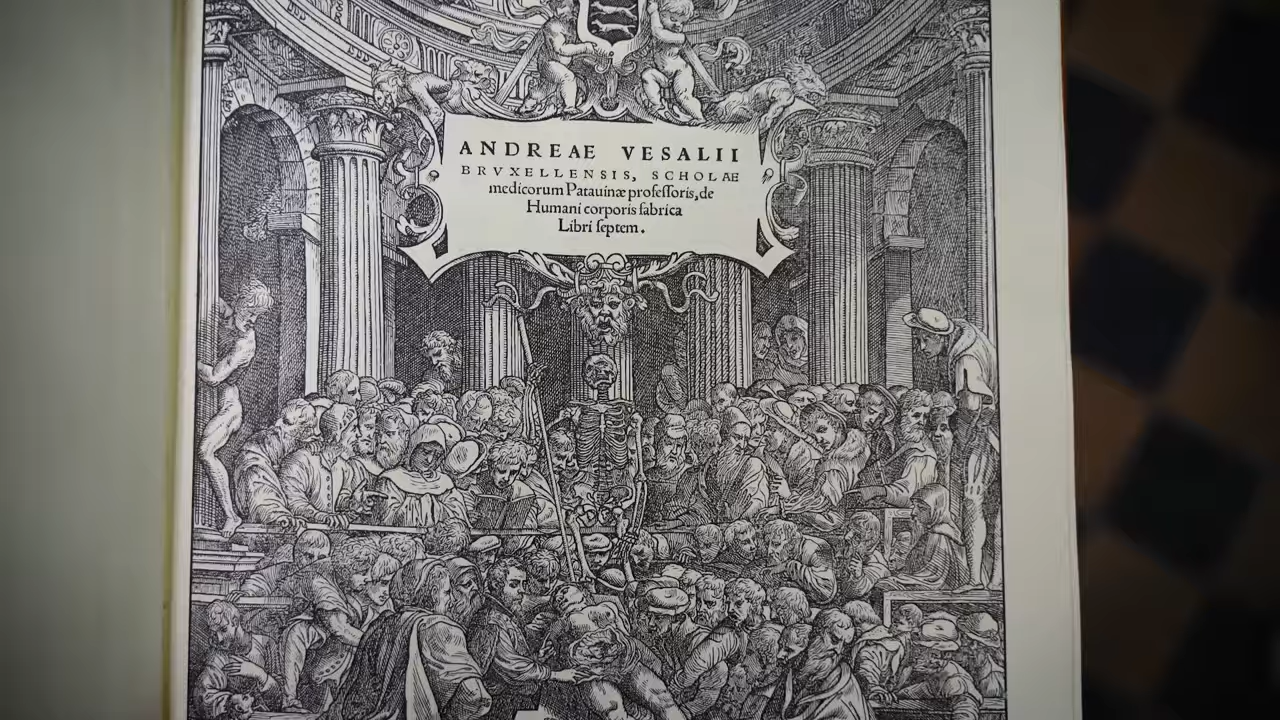 ANDREAE VESALII
BRVXELLENSIS, SCHOLAE
medicorum Patauinæ profeſſoris, de
Humani corporis fabrica
Libri ſeptem.